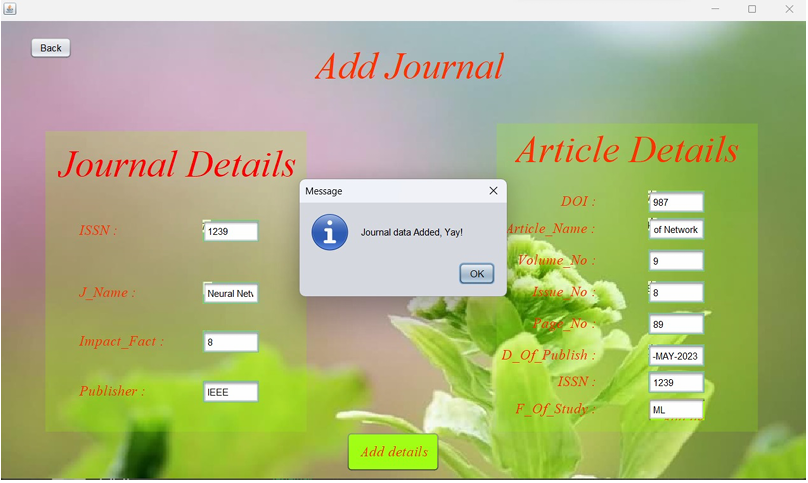 Back
Add Journal
Journal Details
ISSN :
1239
J_Name :
Neural Net
Impact_Fact :
8
Publisher :
IEEE
Message
Journal data Added, Yay!
OK
Article Details
DOI :
987
Article_Name :
of Network
Volume_No :
9
Issue_No :
8
Page_No :
89
D_Of_Publish :
-MAY-2023
ISSN :
1239
F_Of_Study :
ML
Add details